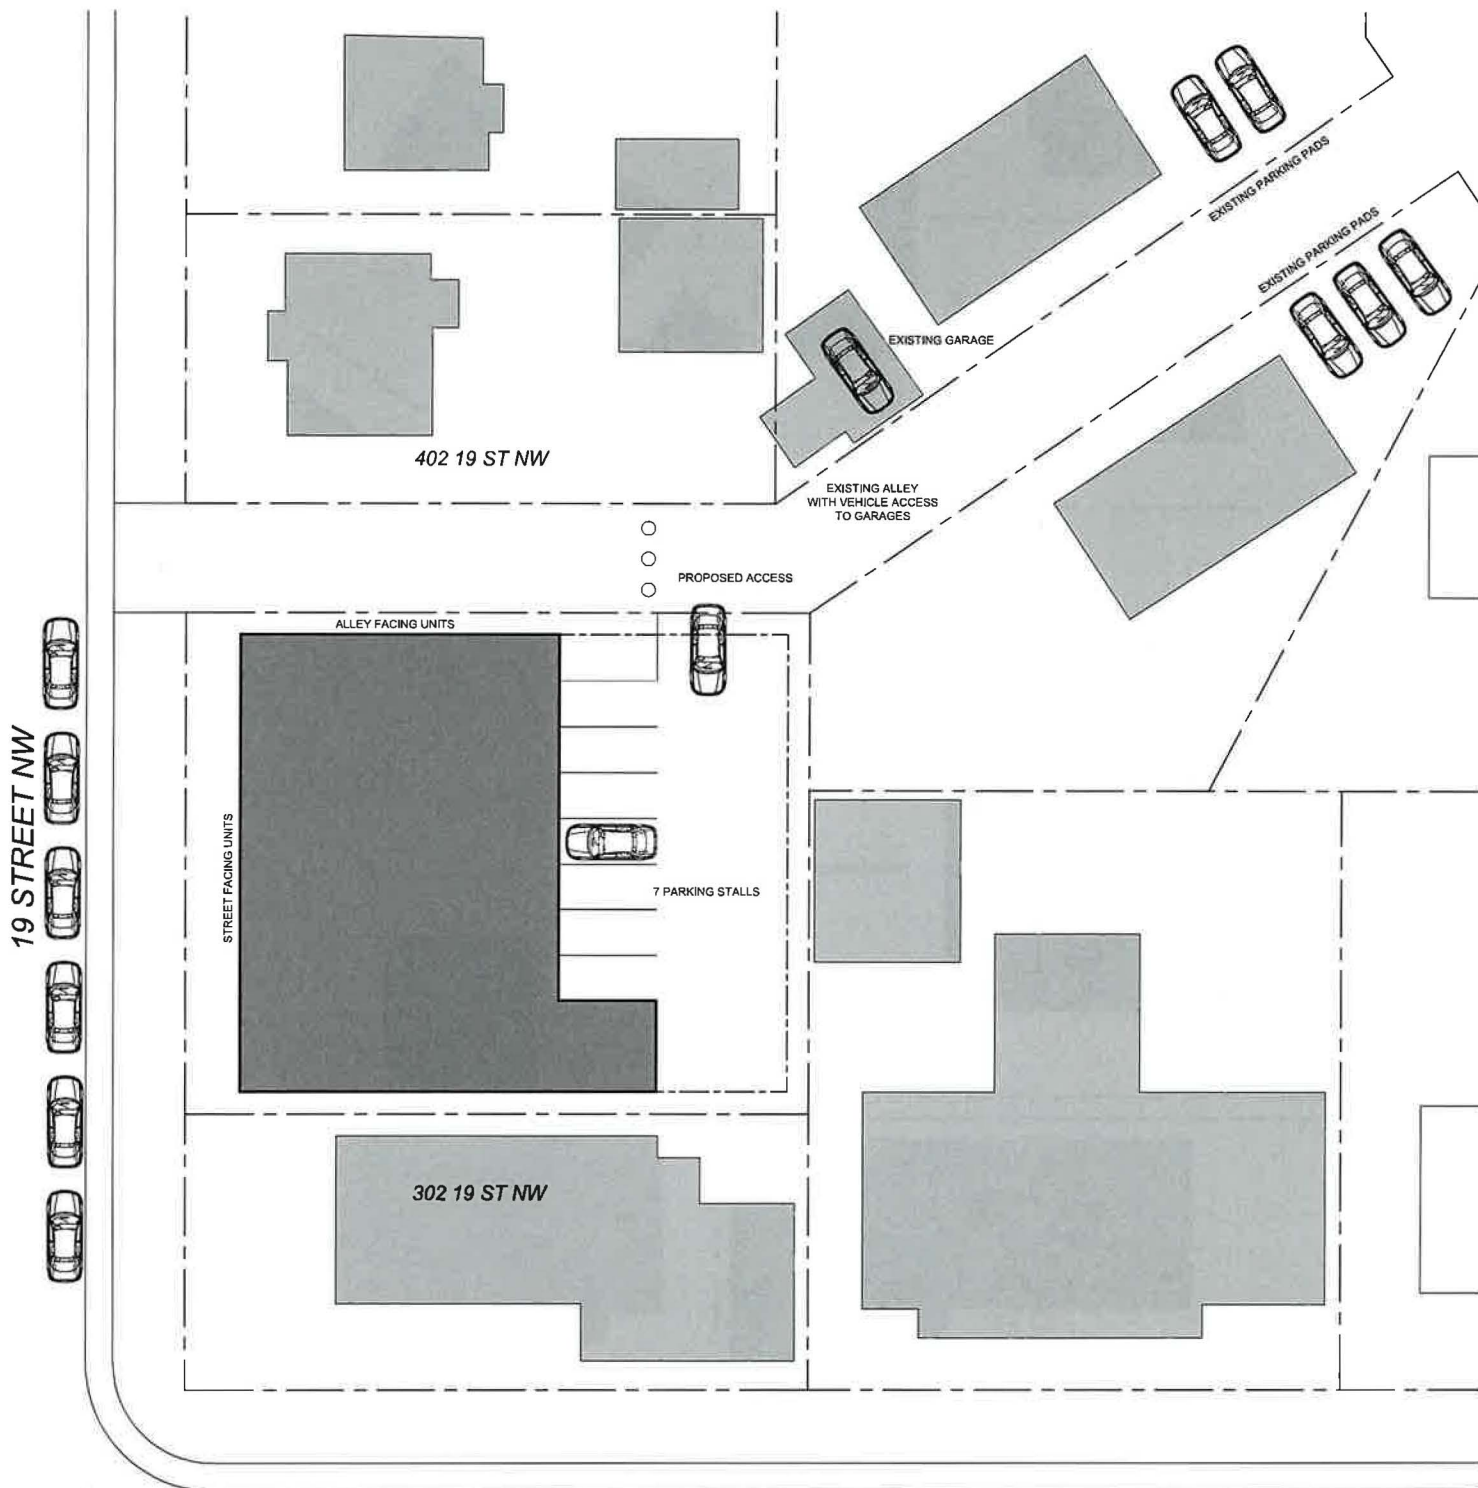 EXISTING PARKING PADS
EXISTING PARKING PADS
EXISTING GARAGE
402 19 ST NW
EXISTING ALLEY
WITH VEHICLE ACCESS
TO GARAGES
PROPOSED ACCESS
ALLEY FACING UNITS
19 STREET NW
STREET FACING UNITS
7 PARKING STALLS
302 19 ST NW